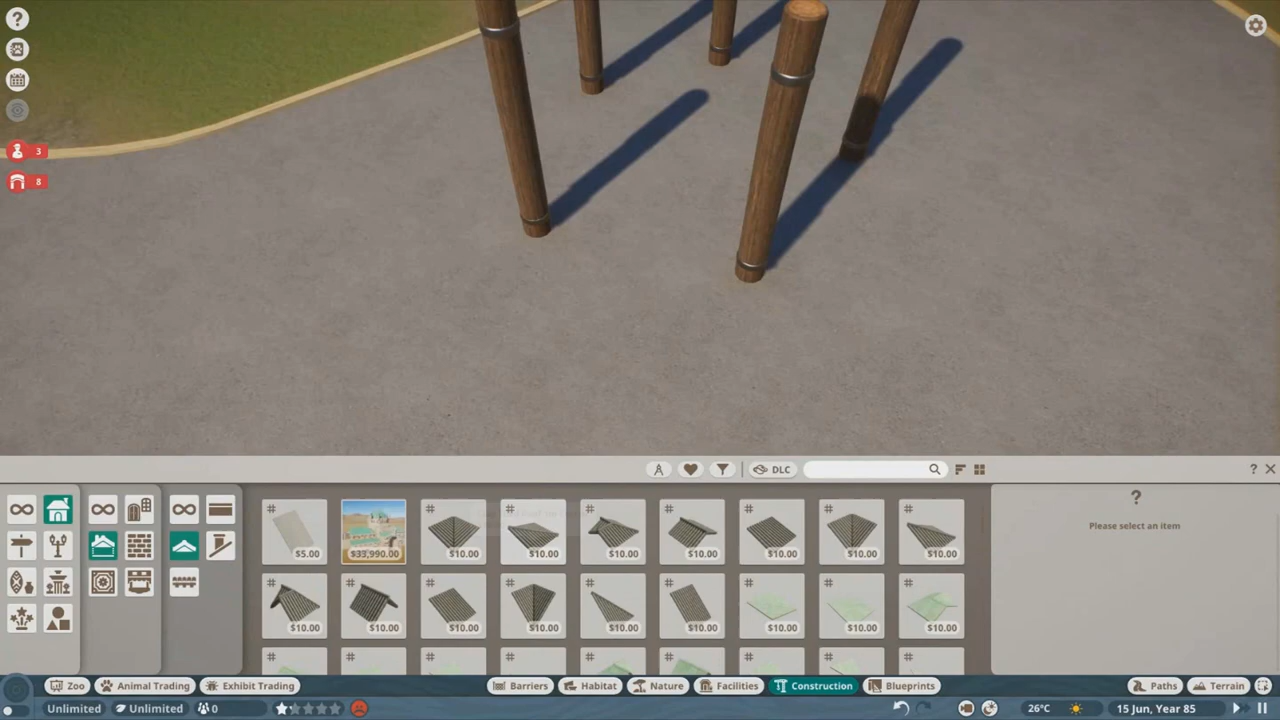 ?
3
8
DLC
?
$5.00
$33,990.00
$10.00
$10.00
$10.00
$10.00
$10.00
$10.00
$10.00
?
Please select an item
$10.00
$10.00
$10.00
$10.00
$10.00
$10.00
$10.00
$10.00
$10.00
Zoo
Animal Trading
Exhibit Trading
Barriers
Habitat
Nature
Facilities
Construction
Blueprints
Paths
Terrain
Unlimited
Unlimited
0
26°C
15 Jun, Year 85